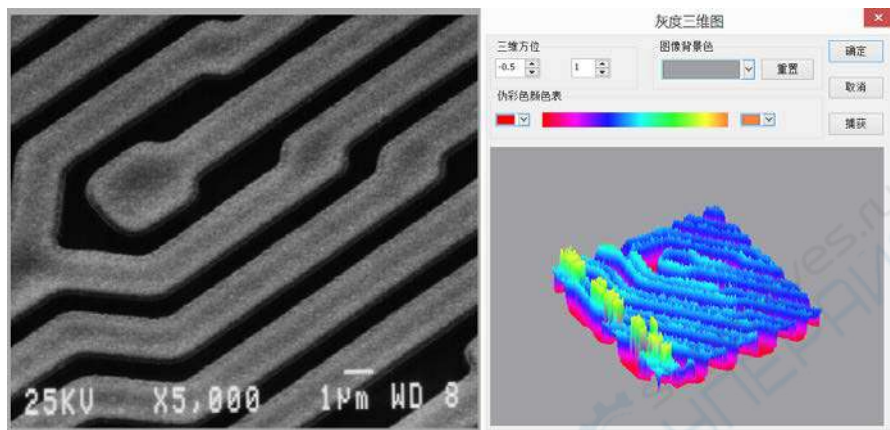 25KV X5,000 1μm WD 8
灰度三维图
三维方位
-0.5
1
图像背景色
重置
伪彩色颜色表
确定
取消
捕获